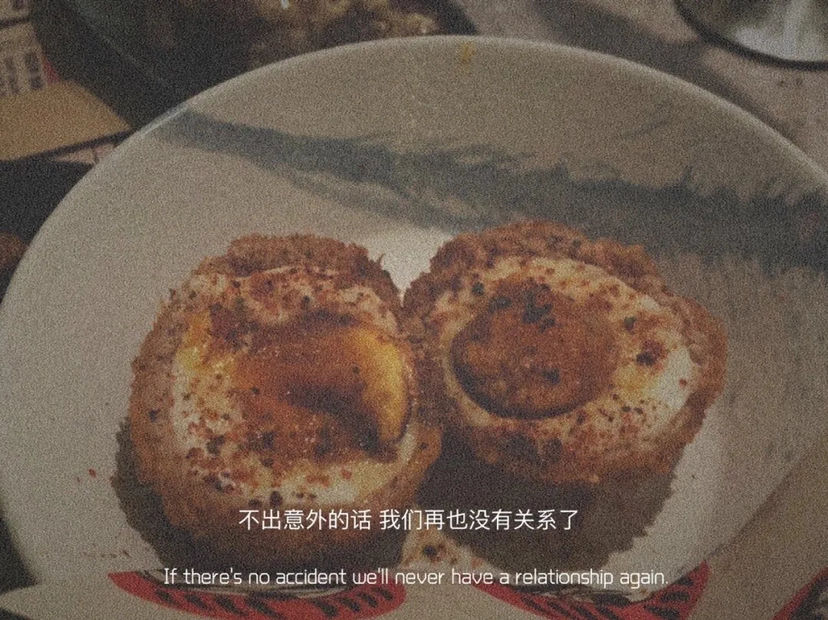 不出意外的话 我们再也没有关系了
If there's no accident we'll never have a relationship again.